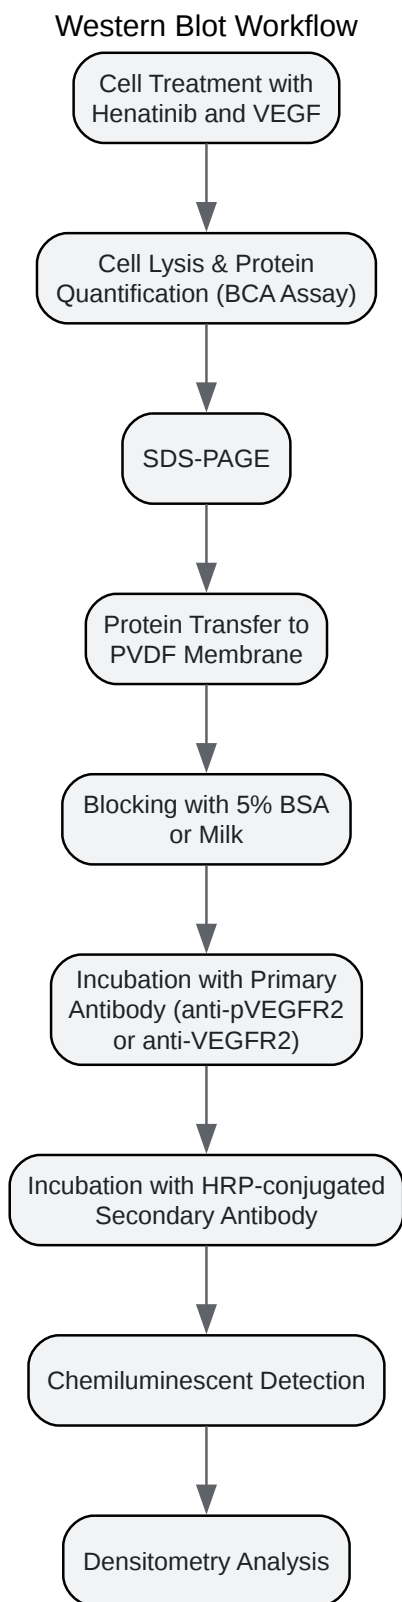 Western Blot Workflow
Cell Treatment with
Henatinib and VEGF
Cell Lysis & Protein
Quantification (BCA Assay)
SDS-PAGE
Protein Transfer to
PVDF Membrane
Blocking with 5% BSA
or Milk
Incubation with Primary
Antibody (anti-pVEGFR2
or anti-VEGFR2)
Incubation with HRP-conjugated
Secondary Antibody
Chemiluminescent Detection
Densitometry Analysis